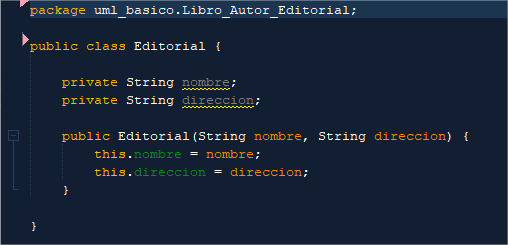 package uml_basico.Libro_Autor_Editorial;
public class Editorial {
private String nombre;
private String direccion;
public Editorial(String nombre, String direccion) {
this.nombre = nombre;
this.direccion = direccion;
}
}